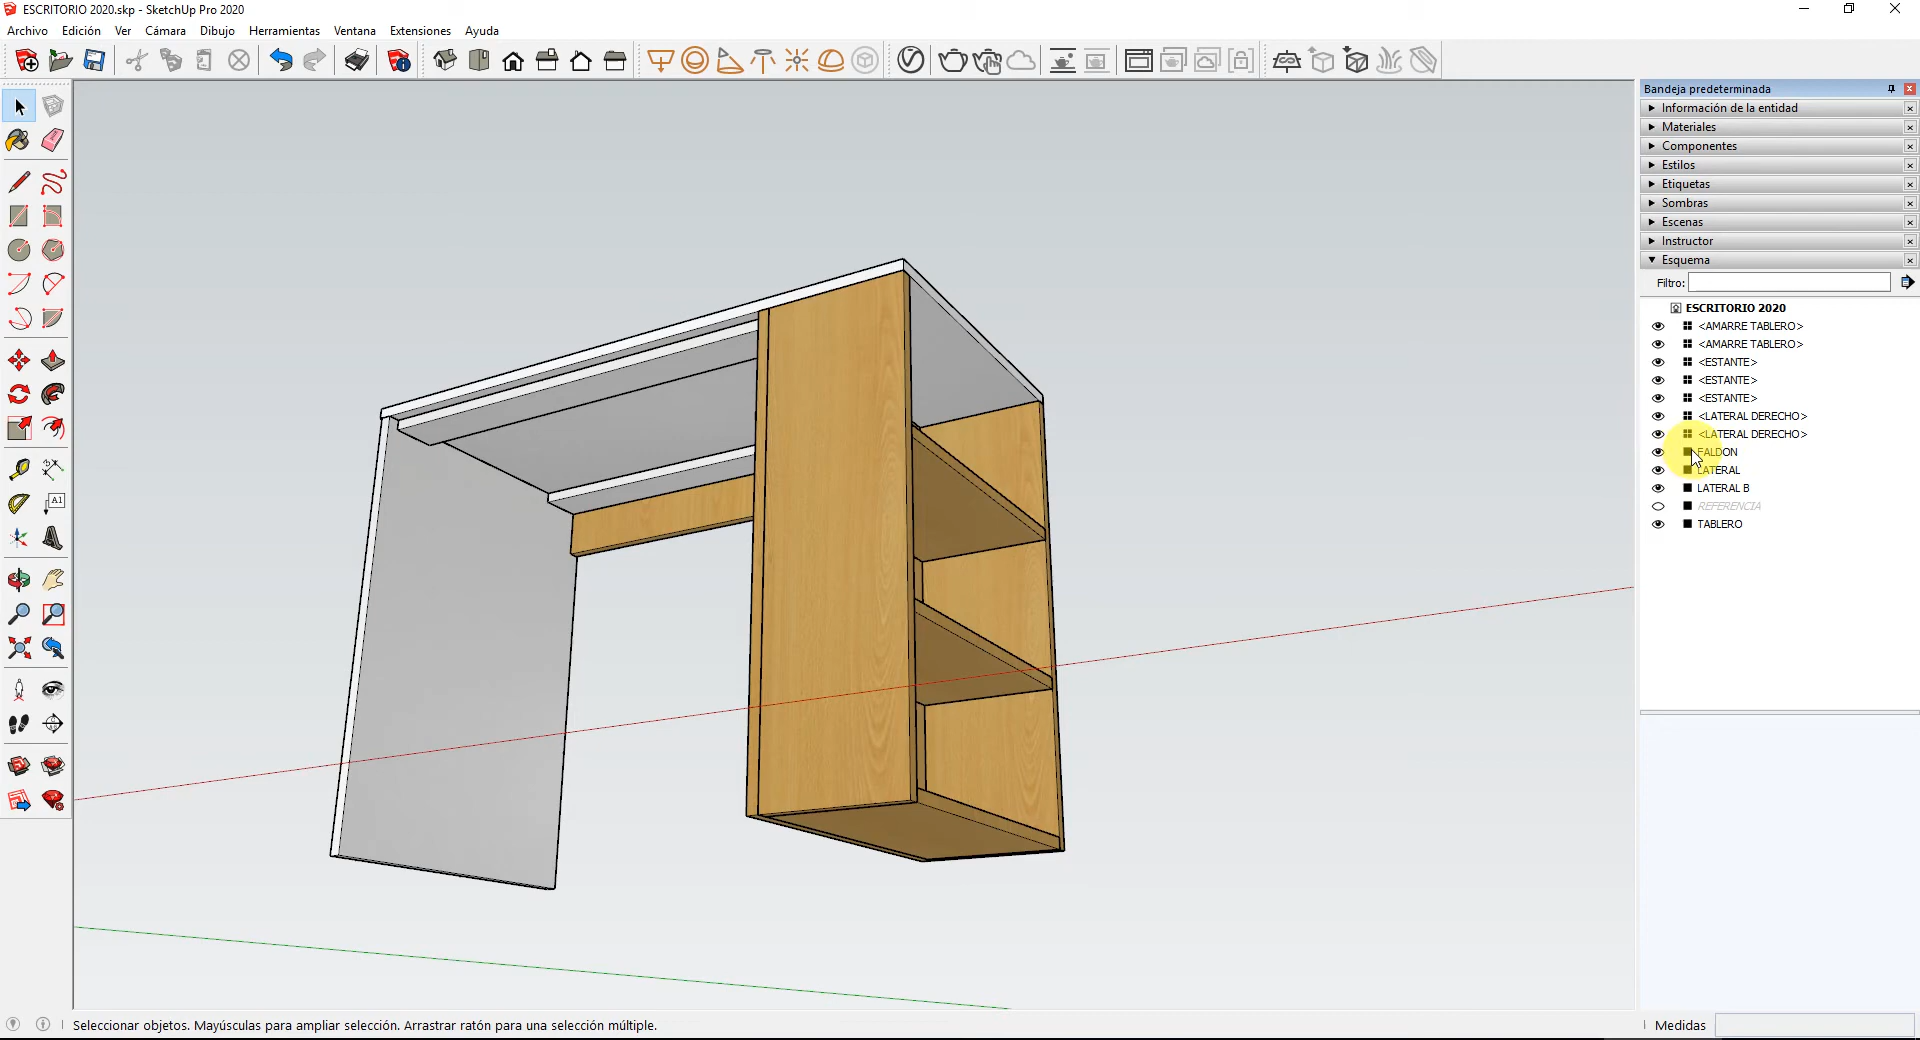 ESCRITORIO 2020.skp - SketchUp Pro 2020
Archivo Edición Ver Cámara Dibujo Herramientas Ventana Extensiones Ayuda
A1
Bandeja predeterminada
Información de la entidad
Materiales
Componentes
Estilos
Etiquetas
Sombras
Escenas
Instructor
Esquema
Filtro:
ESCRITORIO 2020
<AMARRE TABLERO>
<AMARRE TABLERO>
<ESTANTE>
<ESTANTE>
<ESTANTE>
<LATERAL DERECHO>
<LATERAL DERECHO>
FALDON
LATERAL
LATERAL B
REFERENCIA
TABLERO
Seleccionar objetos. Mayúsculas para ampliar selección. Arrastrar ratón para una selección múltiple.
Medidas